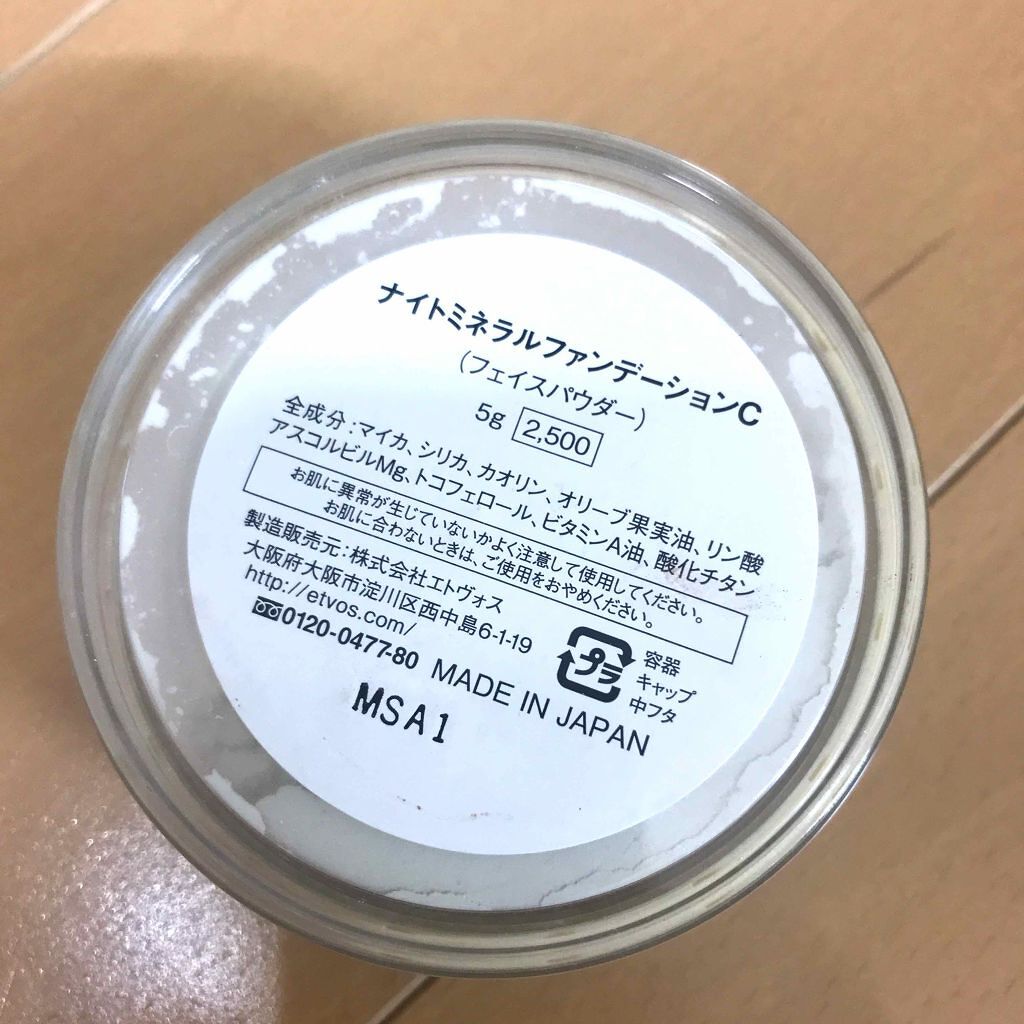 ナイトミネラルファンデーションC
(フェイスパウダー)
5g 2,500
全成分:マイカ、シリカ、カオリン、オリーブ果実油、リン酸
アスコルビルMg、トコフェロール、ビタミンA油、酸化チタン
お肌に異常が生じていないかよく注意して使用してください。
お肌に合わないときは、ご使用をおやめください。
製造販売元:株式会社エトヴォス
大阪府大阪市淀川区西中島6-1-19
http://etvos.com/
0120-0477-80
MADE IN JAPAN
プラ
容器
キャップ
中フタ
MSA1